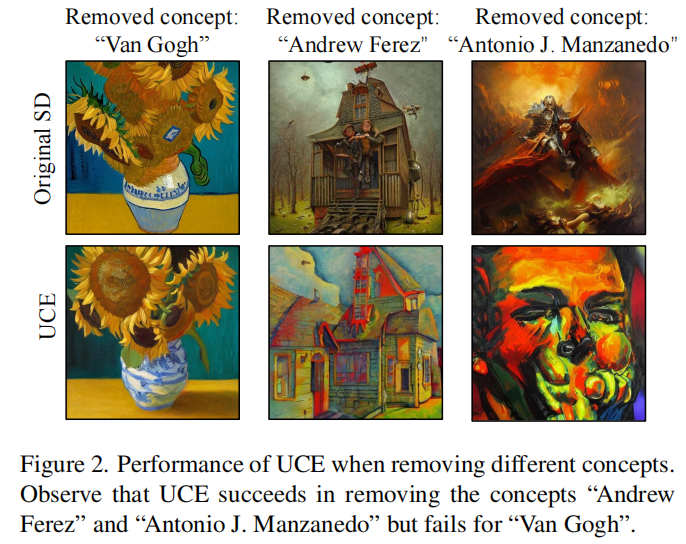 Removed concept: Removed concept: Removed concept:
“Van Gogh” “Andrew Ferez” “Antonio J. Manzanedo”
Original SD
UCE
Figure 2. Performance of UCE when removing different concepts.
Observe that UCE succeeds in removing the concepts “Andrew
Ferez” and “Antonio J. Manzanedo” but fails for “Van Gogh”.